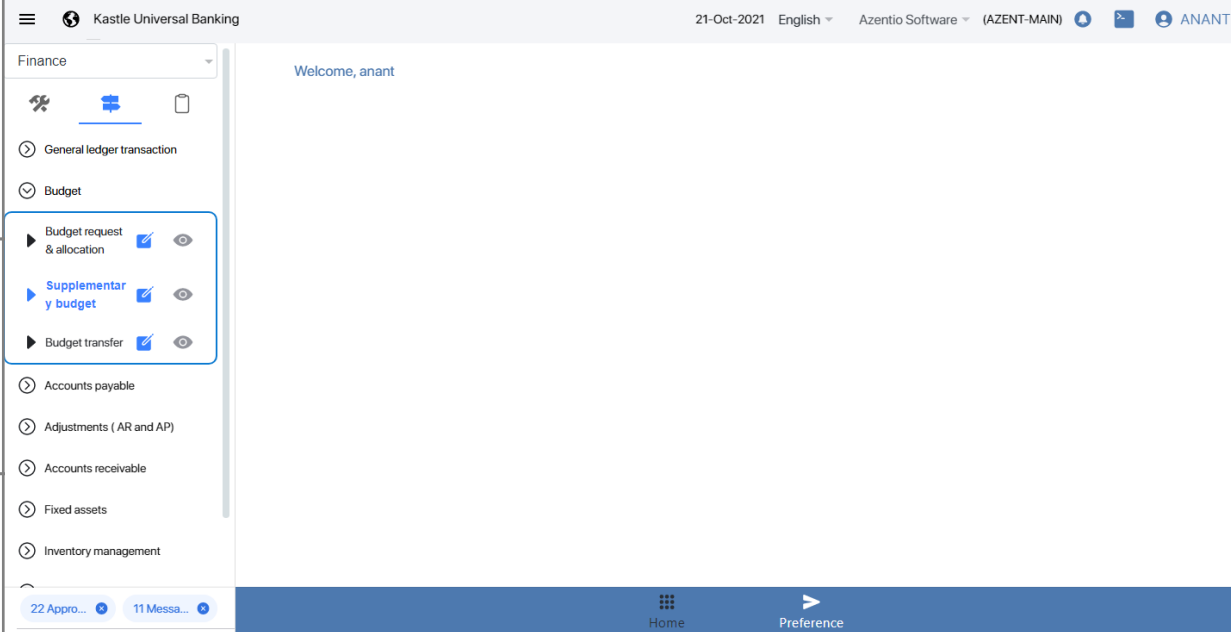 Kastle Universal Banking
21-Oct-2021 English Azentio Software (AZENT-MAIN) ANANT
Finance
Welcome, anant
General ledger transaction
Budget
Budget request
& allocation
Supplementar
y budget
Budget transfer
Accounts payable
Adjustments ( AR and AP)
Accounts receivable
Fixed assets
Inventory management
22 Appro... 11 Messa...
Home
Preference